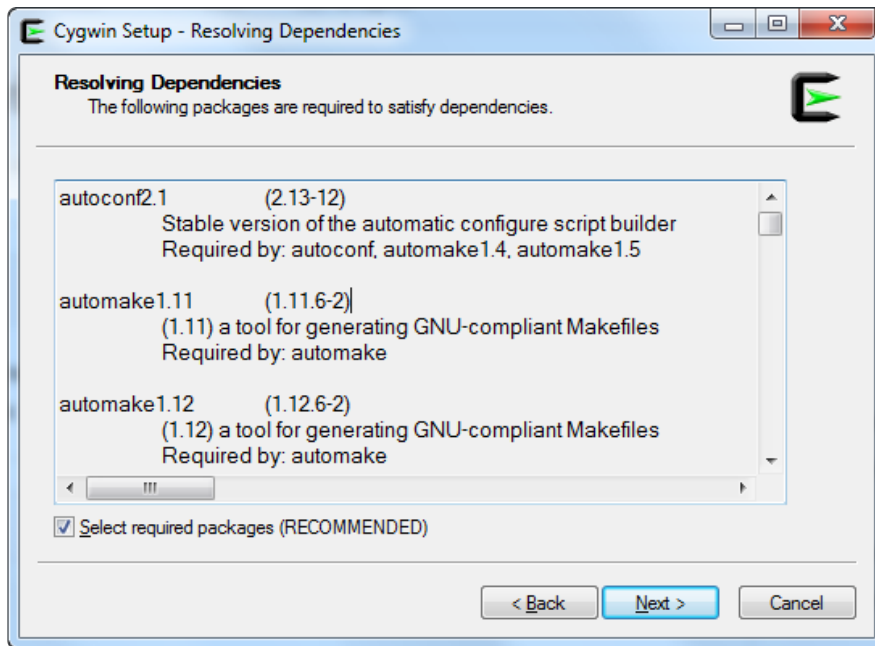 Cygwin Setup - Resolving Dependencies
Resolving Dependencies
The following packages are required to satisfy dependencies.
autoconf2.1 (2.13-12)
Stable version of the automatic configure script builder
Required by: autoconf, automake1.4, automake1.5
automake1.11 (1.11.6-2)
(1.11) a tool for generating GNU-compliant Makefiles
Required by: automake
automake1.12 (1.12.6-2)
(1.12) a tool for generating GNU-compliant Makefiles
Required by: automake
Select required packages (RECOMMENDED)
< Back Next > Cancel